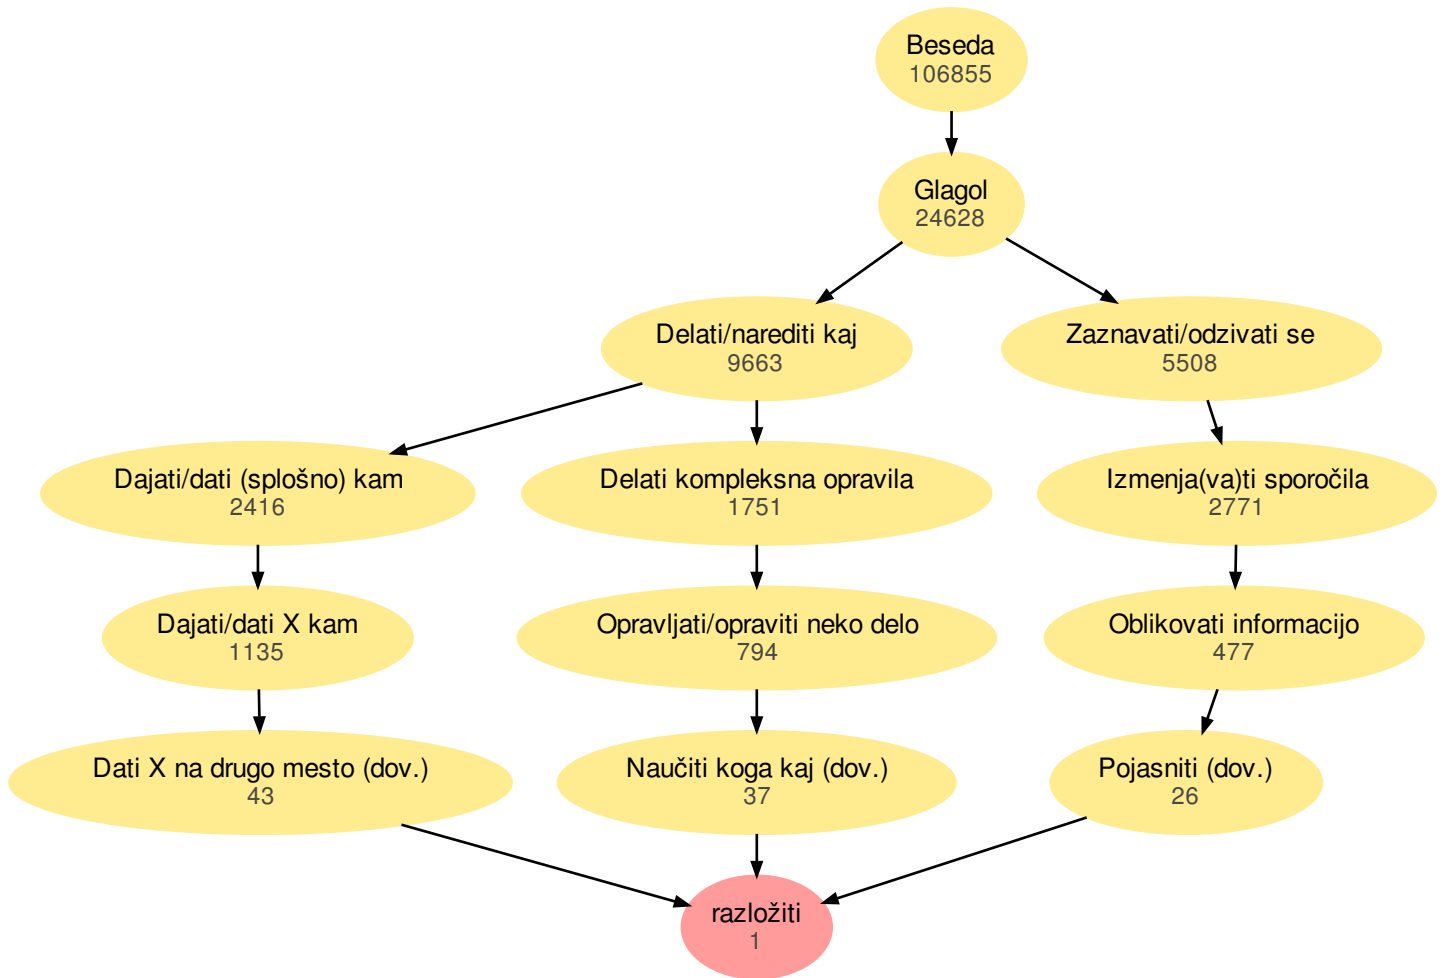 Beseda
106855
Glagol
24628
Delati/narediti kaj
9663
Zaznavati/odzivati se
5508
Dajati/dati (splošno) kam
2416
Delati kompleksna opravila
1751
Izmenja(va)ti sporočila
2771
Dajati/dati X kam
1135
Opravljati/opraviti neko delo
794
Oblikovati informacijo
477
Dati X na drugo mesto (dov.)
43
Naučiti koga kaj (dov.)
37
Pojasniti (dov.)
26
razložiti
1